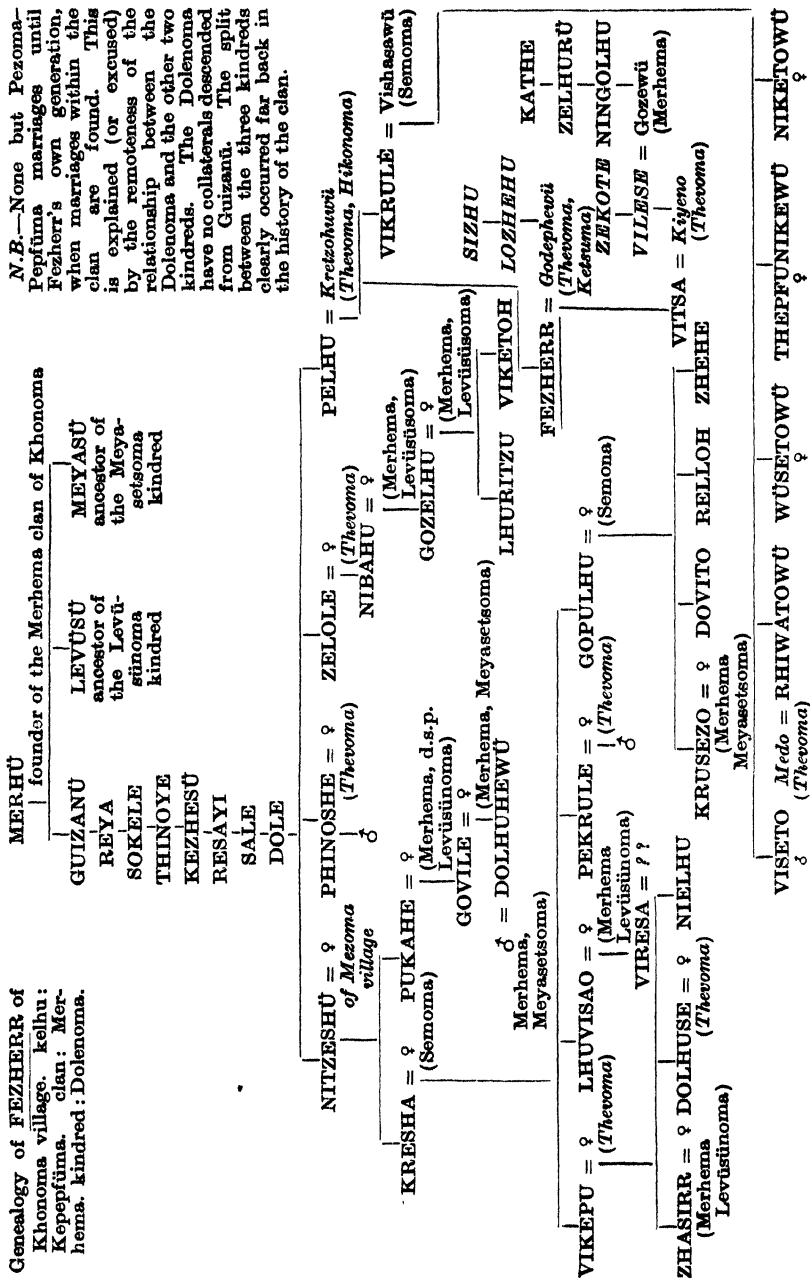 Genealogy of FEZHERR of
Khonoma village. kelhu:
Kepepfüma. clan: Mer-
hema. kindred: Dolenoma.
MERHÜ
founder of the Merhema clan of Khonoma
GUIZANÜ
REYA
SOKELE
THINOYE
KEZHESÜ
RESAYI
SALE
DOLE
LEVÜSÜ
ancestor of
the Levü-
sünoma
kindred
MEYASÜ
ancestor of
the Meya-
setsoma
kindred
N.B.—None but Pezoma-
Pepfüma marriages until
Fezherr's own generation,
when marriages within the
clan are found. This
is explained (or excused)
by the remoteness of the
relationship between the
Dolenoma and the other two
kindreds. The Dolenoma
have no collaterals descended
from Guizanü. The split
between the three kindreds
clearly occurred far back in
the history of the clan.
NITZESHÜ = ♀
of Mezoma
village
PHINOSHE = ♀
(Thevoma)
♂
ZELOLE = ♀
(Thevoma)
PELHU = Kretzohuwü
(Thevoma, Hikonoma)
KRESHA = ♀
(Semoma)
PUKAHE = ♀
(Merhema, d.s.p.
Levüsünoma)
NIBAHU = ♀
(Merhema,
Levüsüsoma)
VIKRULË = Vishasawü
(Semoma)
GOVILE = ♀
(Merhema, Meyasetsoma)
GOZELHU = ♀
(Merhema,
Levüsüsoma)
♂ = DOLHUHEWÜ
Merhema,
Meyasetsoma
LHURITZU VIKETOH
SIZHU
LOZHEHU
KATHE
ZELHURÜ
FEZHERR = Godephewü
(Thevoma,
Ketsuma)
ZEKOTE NINGOLHU
VILESE = Gozewü
(Merhema)
VIKEPU = ♀
(Thevoma)
LHUVISAO = ♀
(Merhema
Levüsünoma)
PEKRULE = ♀
(Thevoma)
♂
GOPULHU = ♀
(Semona)
VIRESA = ? ?
VITSA = Kiyeno
(Thevoma)
ZHASIRR = ♀
(Merhema
Levüsünoma)
DOLHUSE = ♀
(Thevoma)
NIELHU
KRUSEZO = ♀
(Merhema
Meyasetsoma)
DOVITO
RELLOH
ZHEHE
VISETO
♂
Medo = RHIWATOWÜ
(Thevoma)
WÜSETOWÜ
♀
THEPFUNIKEWÜ
♀
NIKETOWÜ
♀